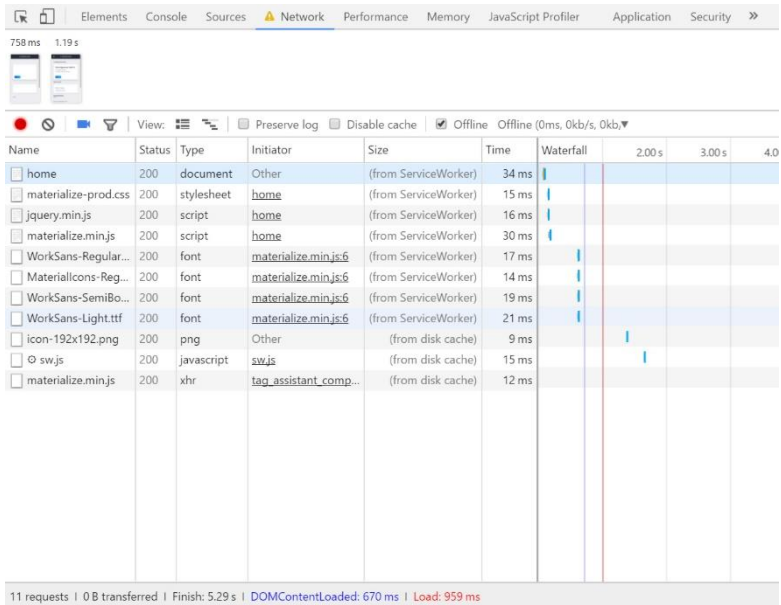 Elements Console Sources Network Performance Memory JavaScript Profiler Application Security »
758 ms 1.19 s
View: Preserve log Disable cache Offline Offline (0ms, 0kb/s, 0kb,▼
Name Status Type Initiator Size Time Waterfall 2.00 s 3.00 s 4.0
home 200 document Other (from ServiceWorker) 34 ms
materialize-prod.css 200 stylesheet home (from ServiceWorker) 15 ms
jquery.min.js 200 script home (from ServiceWorker) 16 ms
materialize.min.js 200 script home (from ServiceWorker) 30 ms
WorkSans-Regular... 200 font materialize.min.js:6 (from ServiceWorker) 17 ms
MaterialIcons-Reg... 200 font materialize.min.js:6 (from ServiceWorker) 14 ms
WorkSans-SemiBo... 200 font materialize.min.js:6 (from ServiceWorker) 19 ms
WorkSans-Light.ttf 200 font materialize.min.js:6 (from ServiceWorker) 21 ms
icon-192x192.png 200 png Other (from disk cache) 9 ms
⚙ sw.js 200 javascript sw.js (from disk cache) 15 ms
materialize.min.js 200 xhr tag_assistant_comp... (from disk cache) 12 ms
11 requests | 0 B transferred | Finish: 5.29 s | DOMContentLoaded: 670 ms | Load: 959 ms